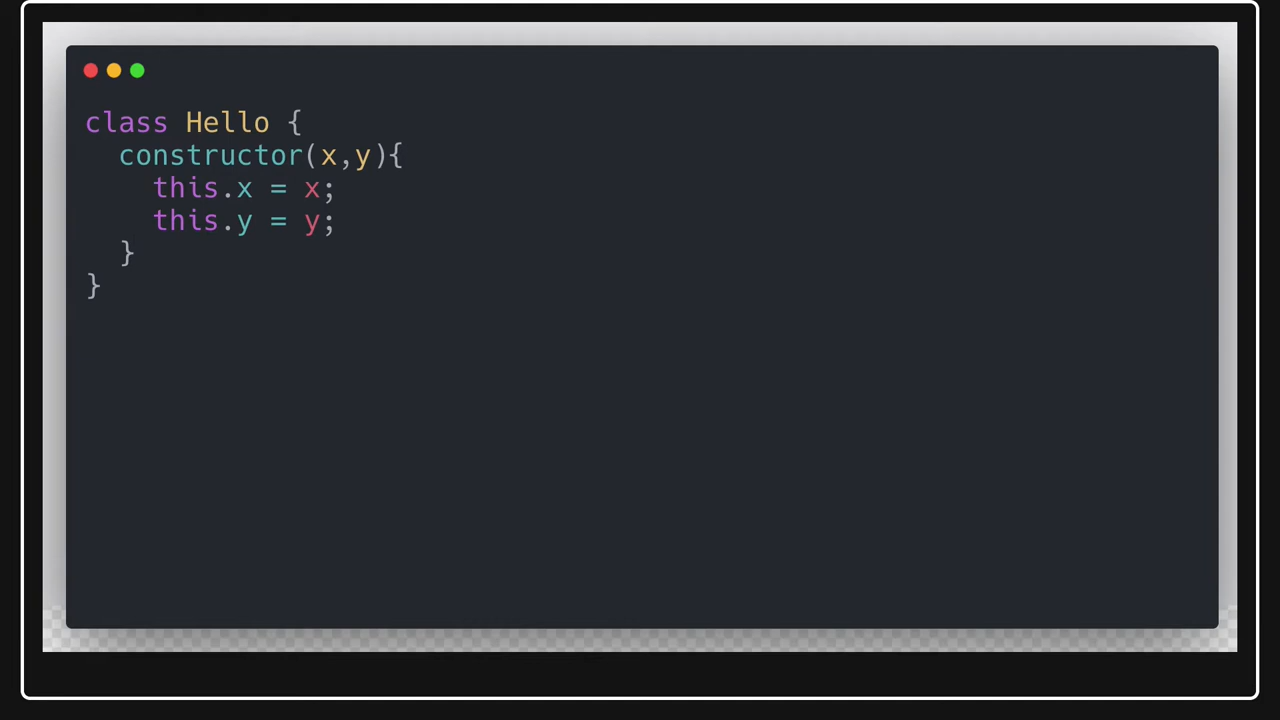 class Hello {
  constructor(x,y){
    this.x = x;
    this.y = y;
  }
}